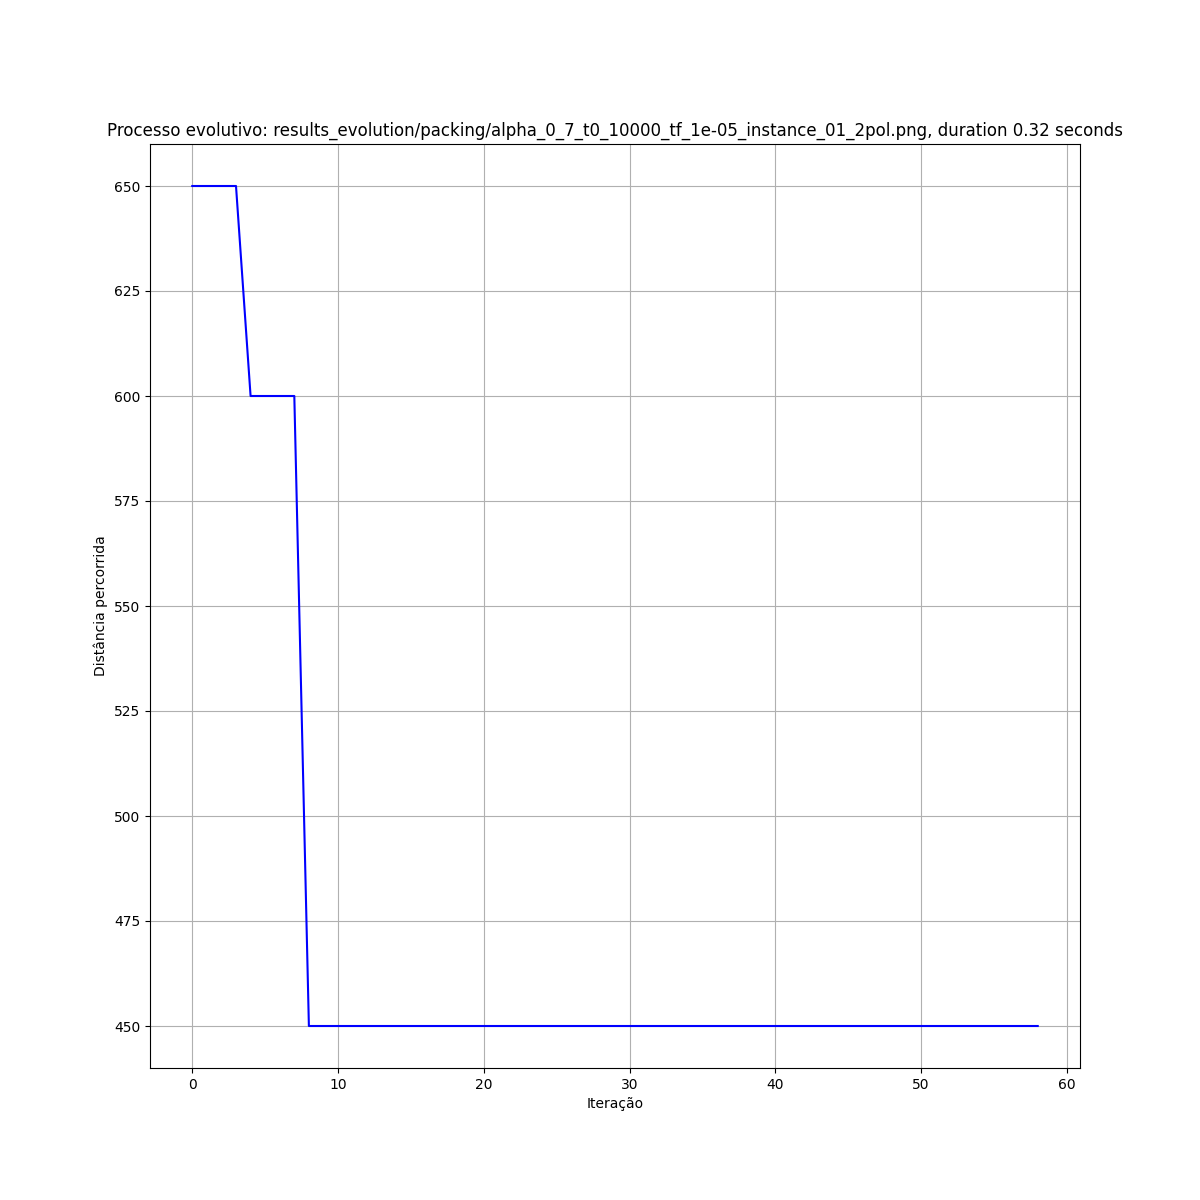 Processo evolutivo: results_evolution/packing/alpha_0_7_t0_10000_tf_1e-05_instance_01_2pol.png, duration 0.32 seconds
650
625
600
575
550
525
500
475
450
Distância percorrida
0 10 20 30 40 50 60
Iteração